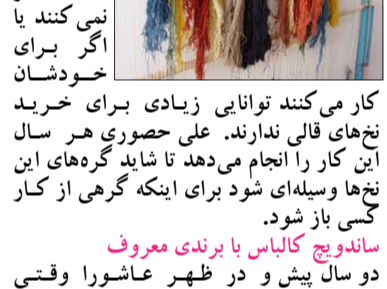 نمی کنند یا
اگر برای
خودشان
کار می‌کنند توانایی زیادی برای خرید
نخ‌های قالی ندارند. علی حصوری هر سال
این کار را انجام می‌دهد تا شاید گره‌های این
نخ‌ها وسیله‌ای شود برای اینکه گرهی از کار
کسی باز شود.
ساندویچ کالباس با برندی معروف
دو سال پیش و در ظهر عاشورا وقتی